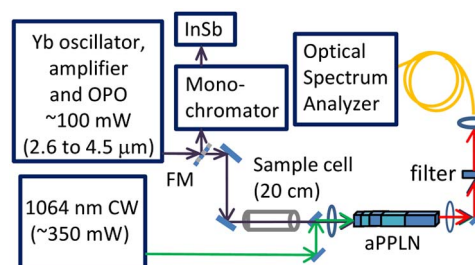 Yb oscillator,
amplifier
and OPO
~100 mW
(2.6 to 4.5 μm)
InSb
Mono-
chromator
Optical
Spectrum
Analyzer
FM
Sample cell
(20 cm)
filter
aPPLN
1064 nm CW
(~350 mW)